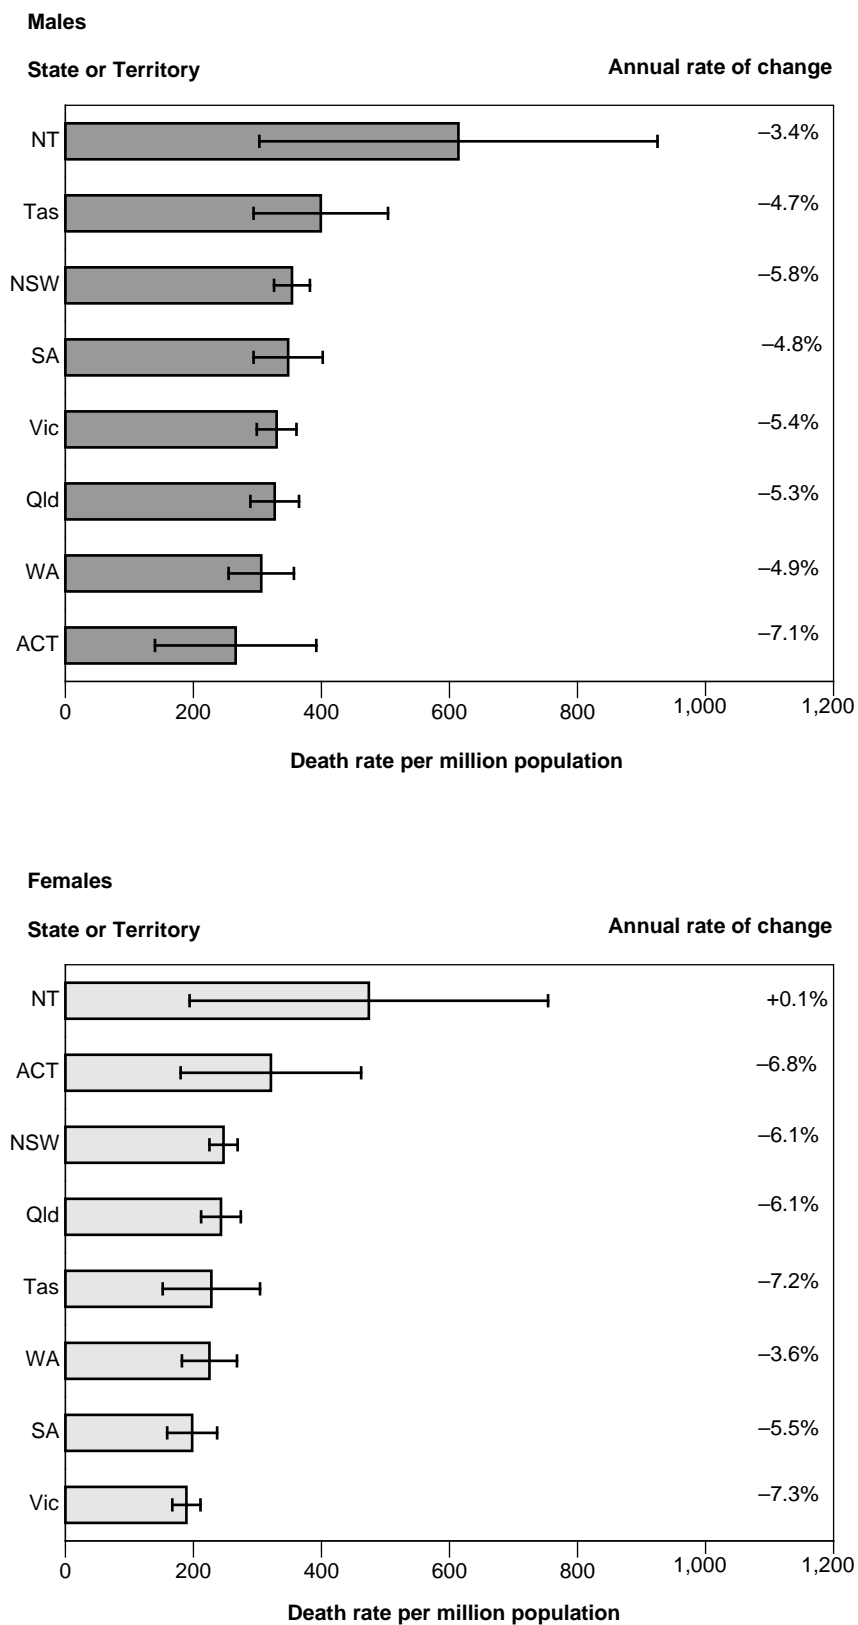 Males
State or Territory Annual rate of change
NT –3.4%
Tas –4.7%
NSW –5.8%
SA –4.8%
Vic –5.4%
Qld –5.3%
WA –4.9%
ACT –7.1%
0 200 400 600 800 1,000 1,200
Death rate per million population
Females
State or Territory Annual rate of change
NT +0.1%
ACT –6.8%
NSW –6.1%
Qld –6.1%
Tas –7.2%
WA –3.6%
SA –5.5%
Vic –7.3%
0 200 400 600 800 1,000 1,200
Death rate per million population